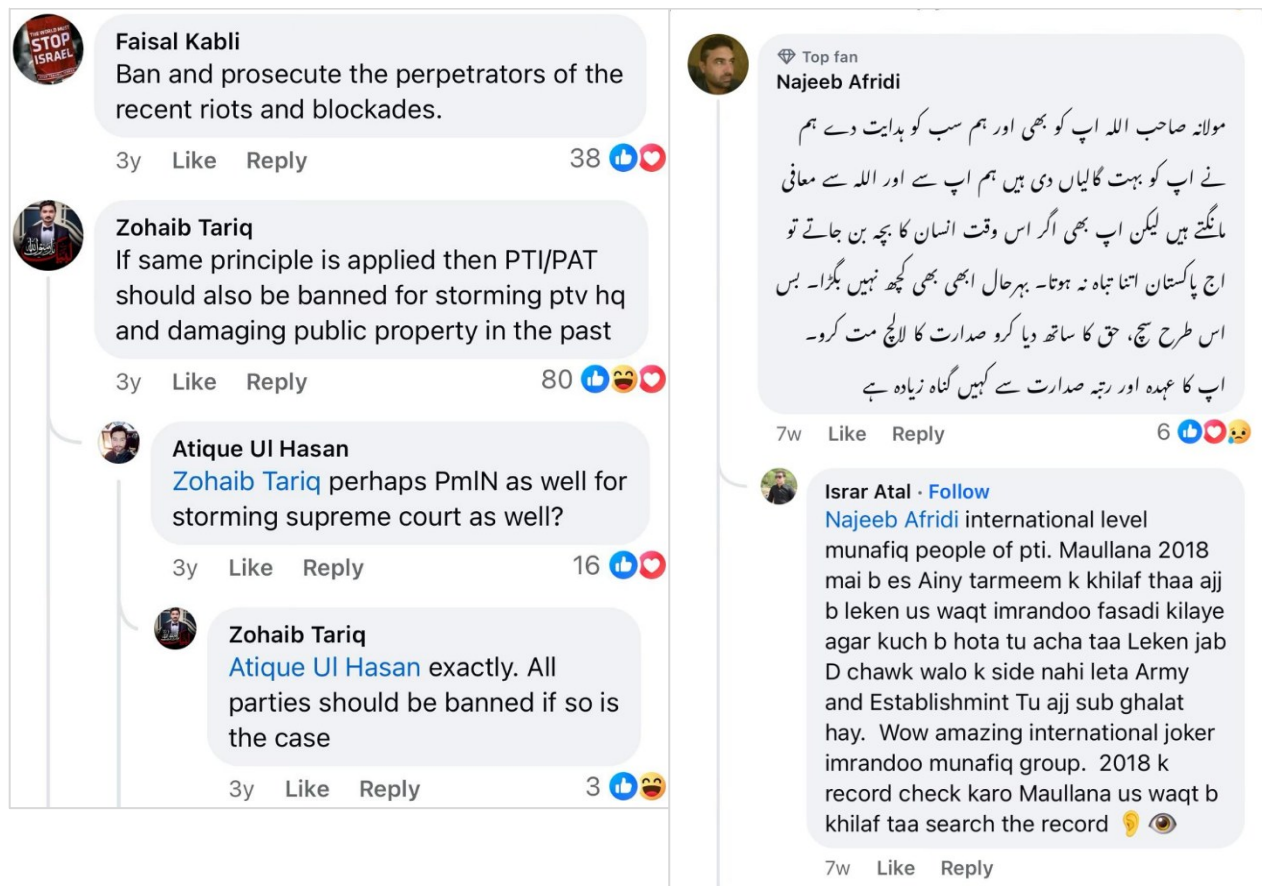 THE WORLD MUST
STOP
ISRAEL
Faisal Kabli
Ban and prosecute the perpetrators of the
recent riots and blockades.
3y Like Reply 38
Zohaib Tariq
If same principle is applied then PTI/PAT
should also be banned for storming ptv hq
and damaging public property in the past
3y Like Reply 80
Atique Ul Hasan
Zohaib Tariq perhaps PmlN as well for
storming supreme court as well?
3y Like Reply 16
Zohaib Tariq
Atique Ul Hasan exactly. All
parties should be banned if so is
the case
3y Like Reply 3
Top fan
Najeeb Afridi
مولانہ صاحب اللہ اپ کو بھی اور ہم سب کو ہدایت دے ہم
نے اپ کو بہت گالیاں دی ہیں ہم اپ سے اور اللہ سے معافی
مانگتے ہیں لیکن اپ بھی اگر اس وقت انسان کا بچہ بن جاتے تو
اج پاکستان اتنا تباہ نہ ہوتا۔ بہرحال ابھی بھی کچھ نہیں بگڑا۔ بس
اس طرح سچ، حق کا ساتھ دیا کرو صدارت کا لالچ مت کرو۔
اپ کا عہدہ اور رتبہ صدارت سے کہیں گناہ زیادہ ہے
7w Like Reply 6
Israr Atal · Follow
Najeeb Afridi international level
munafiq people of pti. Maullana 2018
mai b es Ainy tarmeem k khilaf thaa ajj
b leken us waqt imrandoo fasadi kilaye
agar kuch b hota tu acha taa Leken jab
D chawk walo k side nahi leta Army
and Establishmint Tu ajj sub ghalat
hay. Wow amazing international joker
imrandoo munafiq group. 2018 k
record check karo Maullana us waqt b
khilaf taa search the record 👂 👁️
7w Like Reply